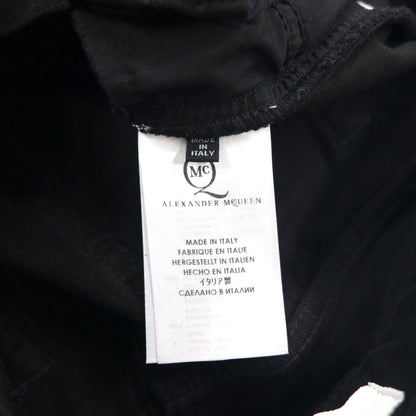 MADE
IN
ITALY
McQ
ALEXANDER McQUEEN
MADE IN ITALY
FABRIQUE EN ITALIE
HERGESTELLT IN ITALIEN
HECHO EN ITALIA
イタリア製
СДЕЛАНО В ИТАЛИИ